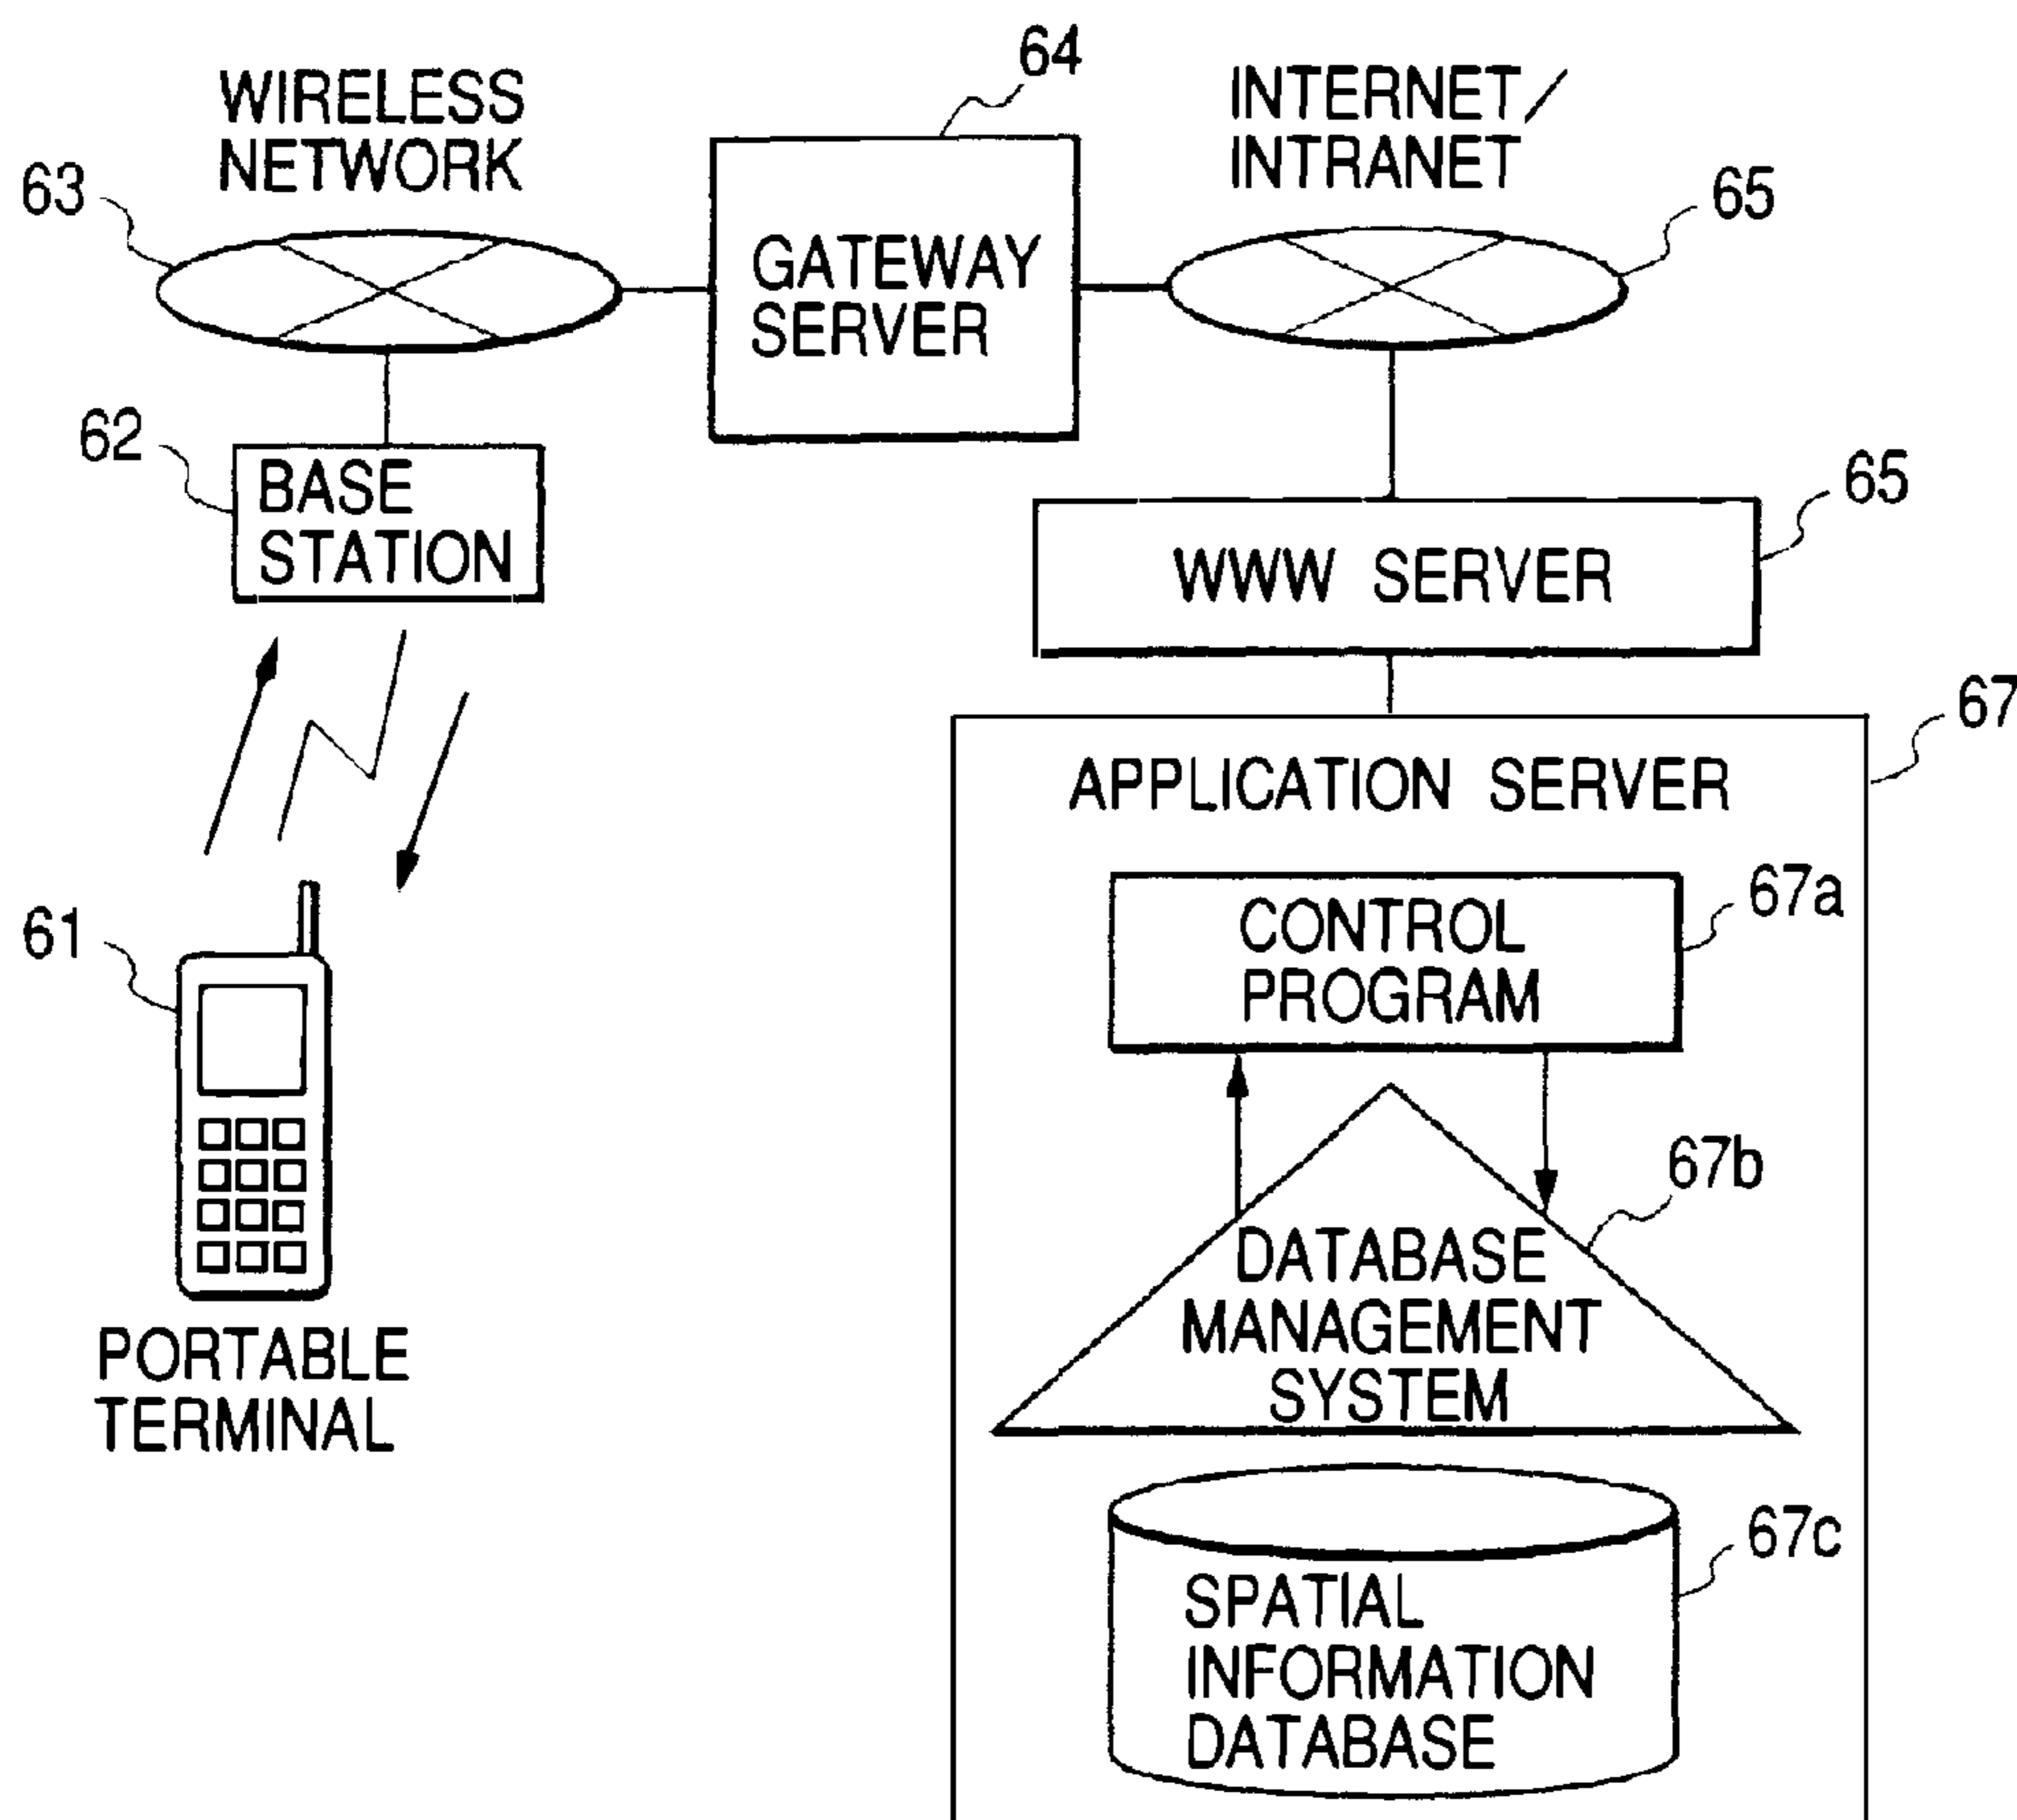 64
WIRELESS
NETWORK
INTERNET/
INTRANET
63
65
GATEWAY
SERVER
62
BASE
STATION
65
WWW SERVER
67
APPLICATION SERVER
67a
CONTROL
PROGRAM
61
67b
DATABASE
MANAGEMENT
SYSTEM
PORTABLE
TERMINAL
67c
SPATIAL
INFORMATION
DATABASE